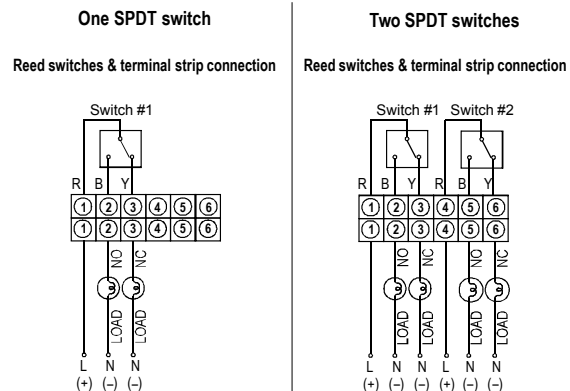 One SPDT switch
Reed switches & terminal strip connection
Switch #1
R B Y
1 2 3 4 5 6
1 2 3 4 5 6
NO NC
LOAD LOAD
L N N
(+) (–) (–)
Two SPDT switches
Reed switches & terminal strip connection
Switch #1 Switch #2
R B Y R B Y
1 2 3 4 5 6
1 2 3 4 5 6
NO NC NO NC
LOAD LOAD LOAD LOAD
L N N L N N
(+) (–) (–) (+) (–) (–)